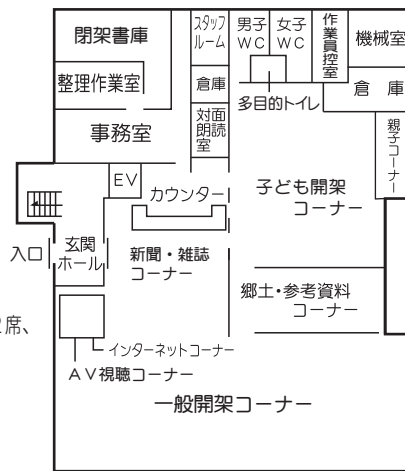 閉架書庫
スタッフ
ルーム
男子
WC
女子
WC
作業員控室
機械室
整理作業室
倉庫
倉　庫
多目的トイレ
事務室
対面
朗読
室
親子コーナー
EV
カウンター
子ども開架
コーナー
入口
玄関
ホール
新聞・雑誌
コーナー
郷土・参考資料
コーナー
席、
インターネットコーナー
AV視聴コーナー
一般開架コーナー